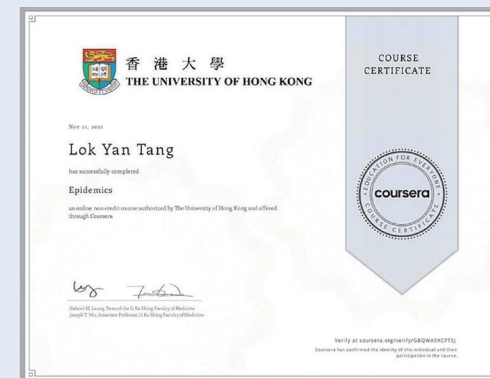 香港大學
THE UNIVERSITY OF HONG KONG
COURSE
CERTIFICATE
Nov 21, 2021
Lok Yan Tang
has successfully completed
Epidemics
an online non-credit course authorized by The University of Hong Kong and offered
through Coursera
EDUCATION FOR EVERYONE
coursera
COURSE CERTIFICATE
Gabriel M. Leung, Dean of the Li Ka Shing Faculty of Medicine
Joseph T. Wu, Associate Professor, Li Ka Shing Faculty of Medicine
Verify at coursera.org/verify/
Coursera has confirmed the identity of this individual and their
participation in the course.